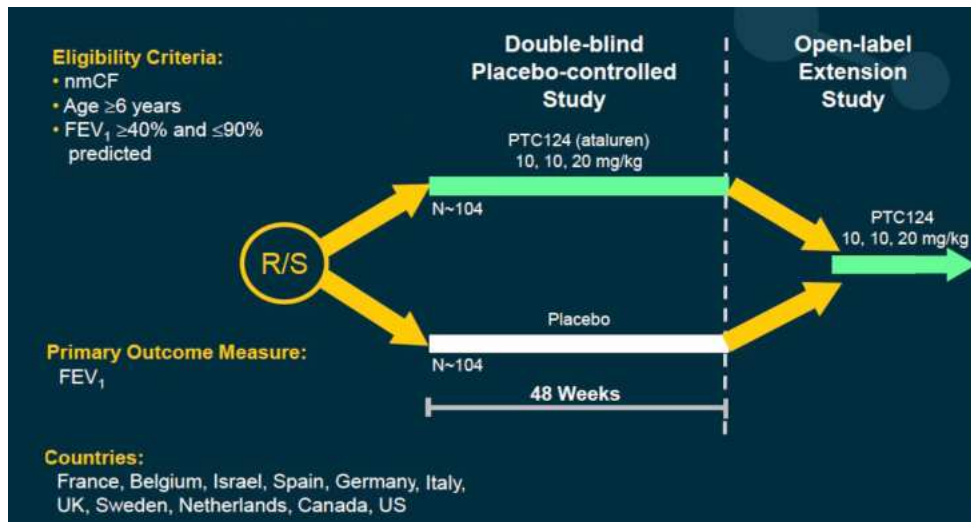 Eligibility Criteria:
• nmCF
• Age ≥6 years
• FEV₁ ≥40% and ≤90%
predicted
Double-blind
Placebo-controlled
Study
Open-label
Extension
Study
PTC124 (ataluren)
10, 10, 20 mg/kg
N~104
PTC124
10, 10, 20 mg/kg
R/S
Placebo
N~104
48 Weeks
Primary Outcome Measure:
FEV₁
Countries:
France, Belgium, Israel, Spain, Germany, Italy,
UK, Sweden, Netherlands, Canada, US